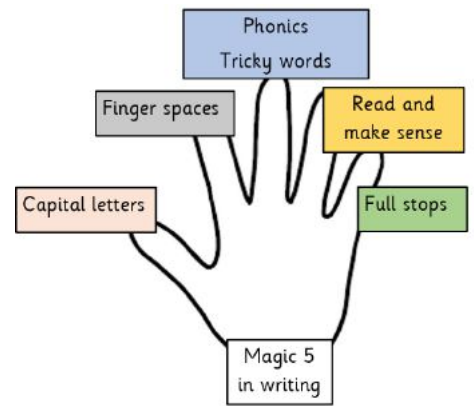 Phonics
Tricky words
Finger spaces
Read and
make sense
Capital letters
Full stops
Magic 5
in writing